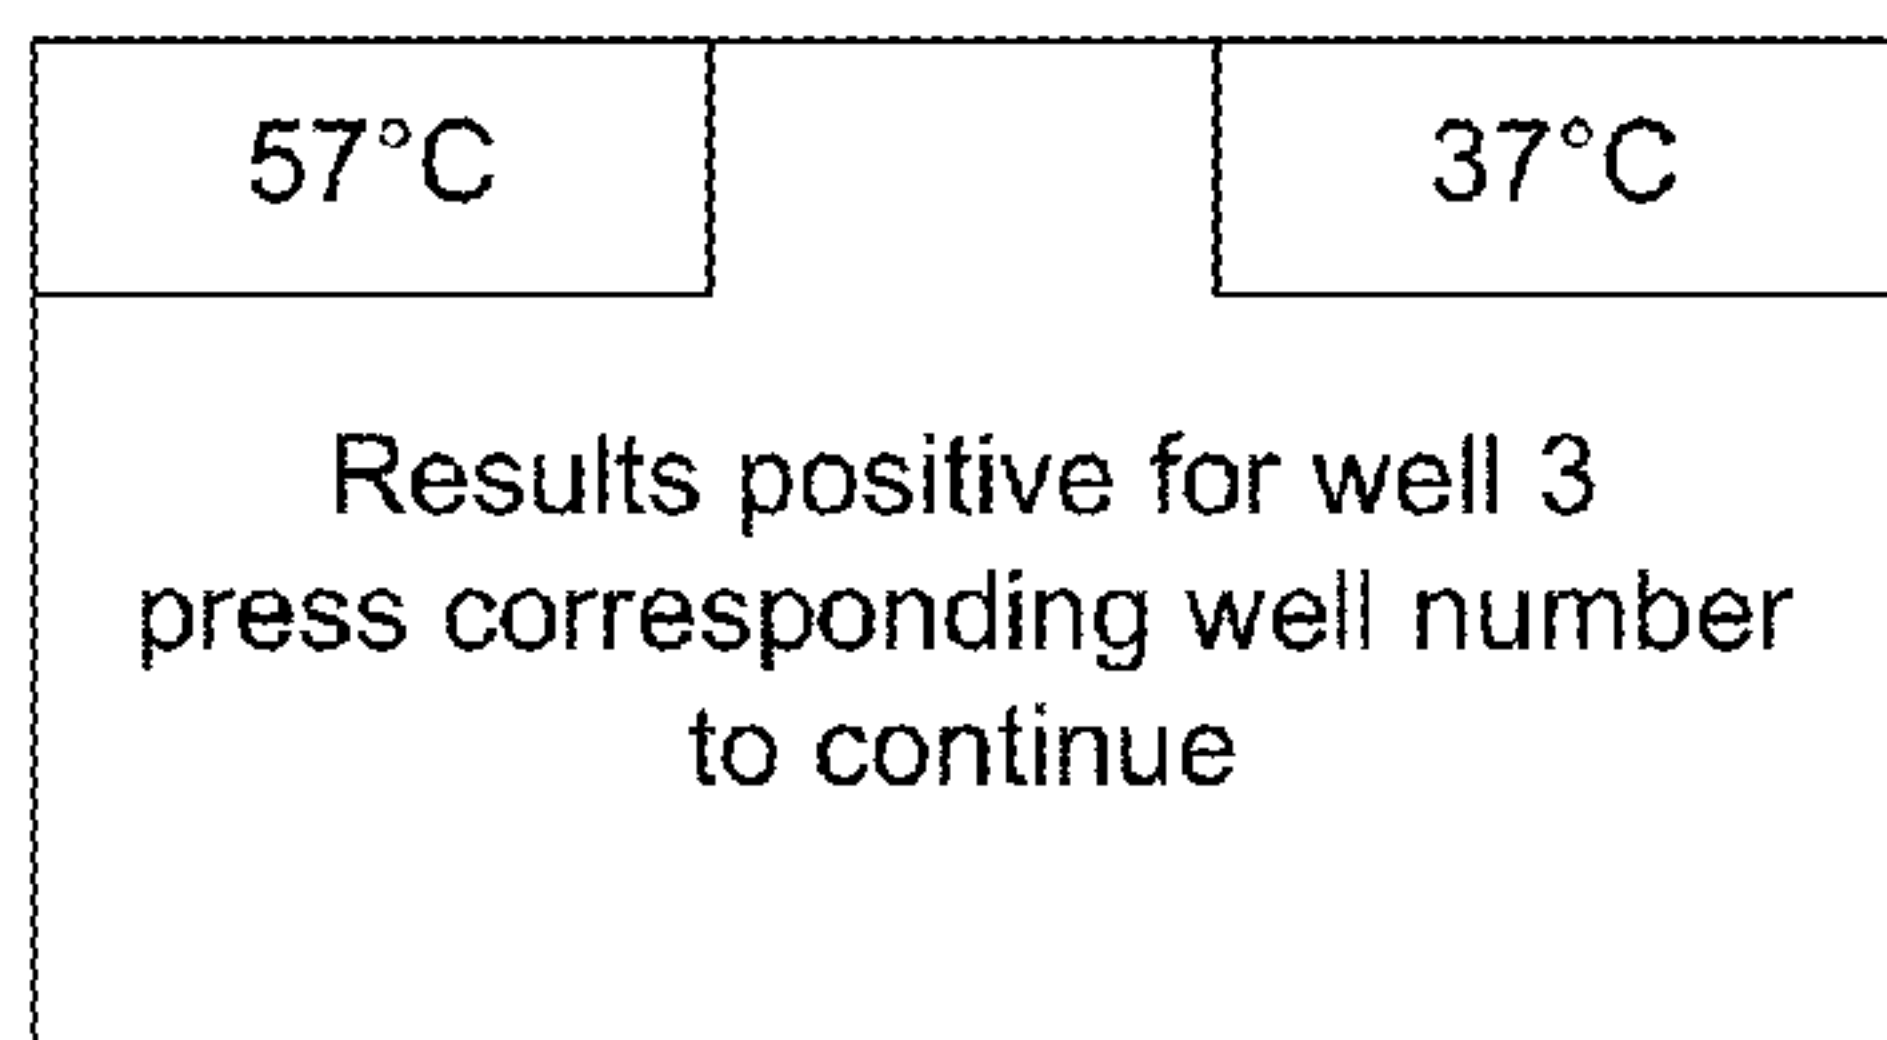 57°C
37°C
Results positive for well 3
press corresponding well number
to continue